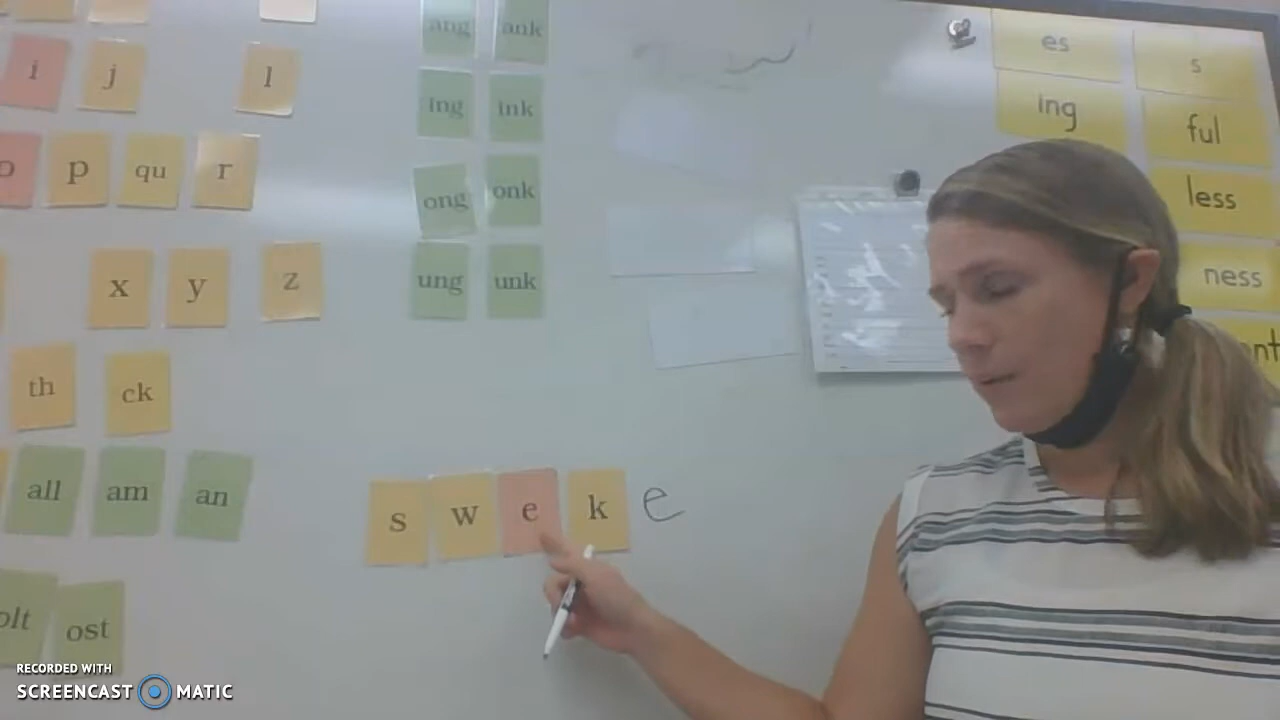 ang ank
es s
i j l
ing ink
ing ful
p qu r
ong onk
less
x y z
ung unk
ness
th ck
all am an
s w e k e
ost
RECORDED WITH
SCREENCAST MATIC